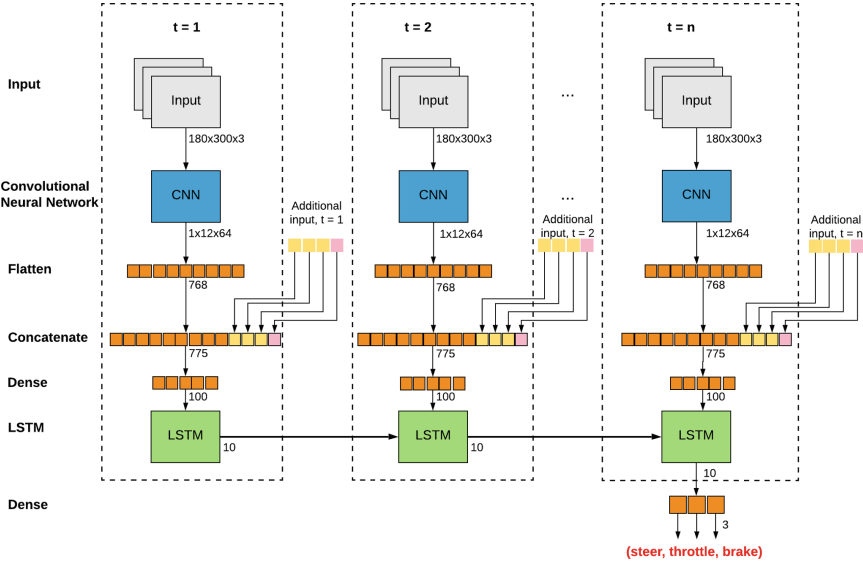 t = 1
t = 2
t = n
Input
Input
Input
...
Input
180x300x3
180x300x3
180x300x3
Convolutional
Neural Network
CNN
CNN
...
CNN
Additional
input, t = 1
Additional
input, t = 2
Additional
input, t = n
1x12x64
1x12x64
1x12x64
Flatten
768
768
768
Concatenate
775
775
775
Dense
100
100
100
LSTM
LSTM
10
LSTM
10
LSTM
10
Dense
3
(steer, throttle, brake)